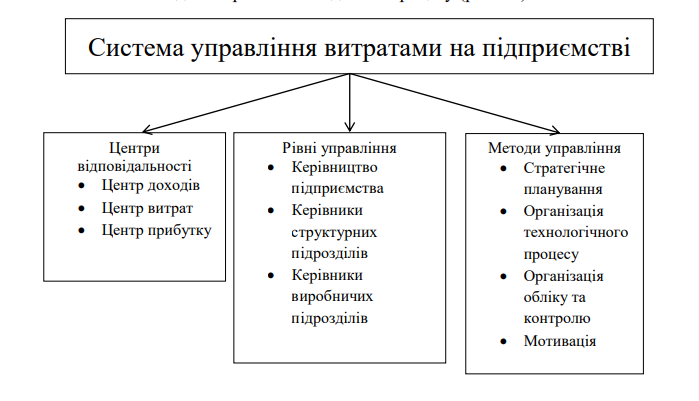 Система управління витратами на підприємстві
Центри
відповідальності
• Центр доходів
• Центр витрат
• Центр прибутку
Рівні управління
• Керівництво
підприємства
• Керівники
структурних
підрозділів
• Керівники
виробничих
підрозділів
Методи управління
• Стратегічне
планування
• Організація
технологічного
процесу
• Організація
обліку та
контролю
• Мотивація